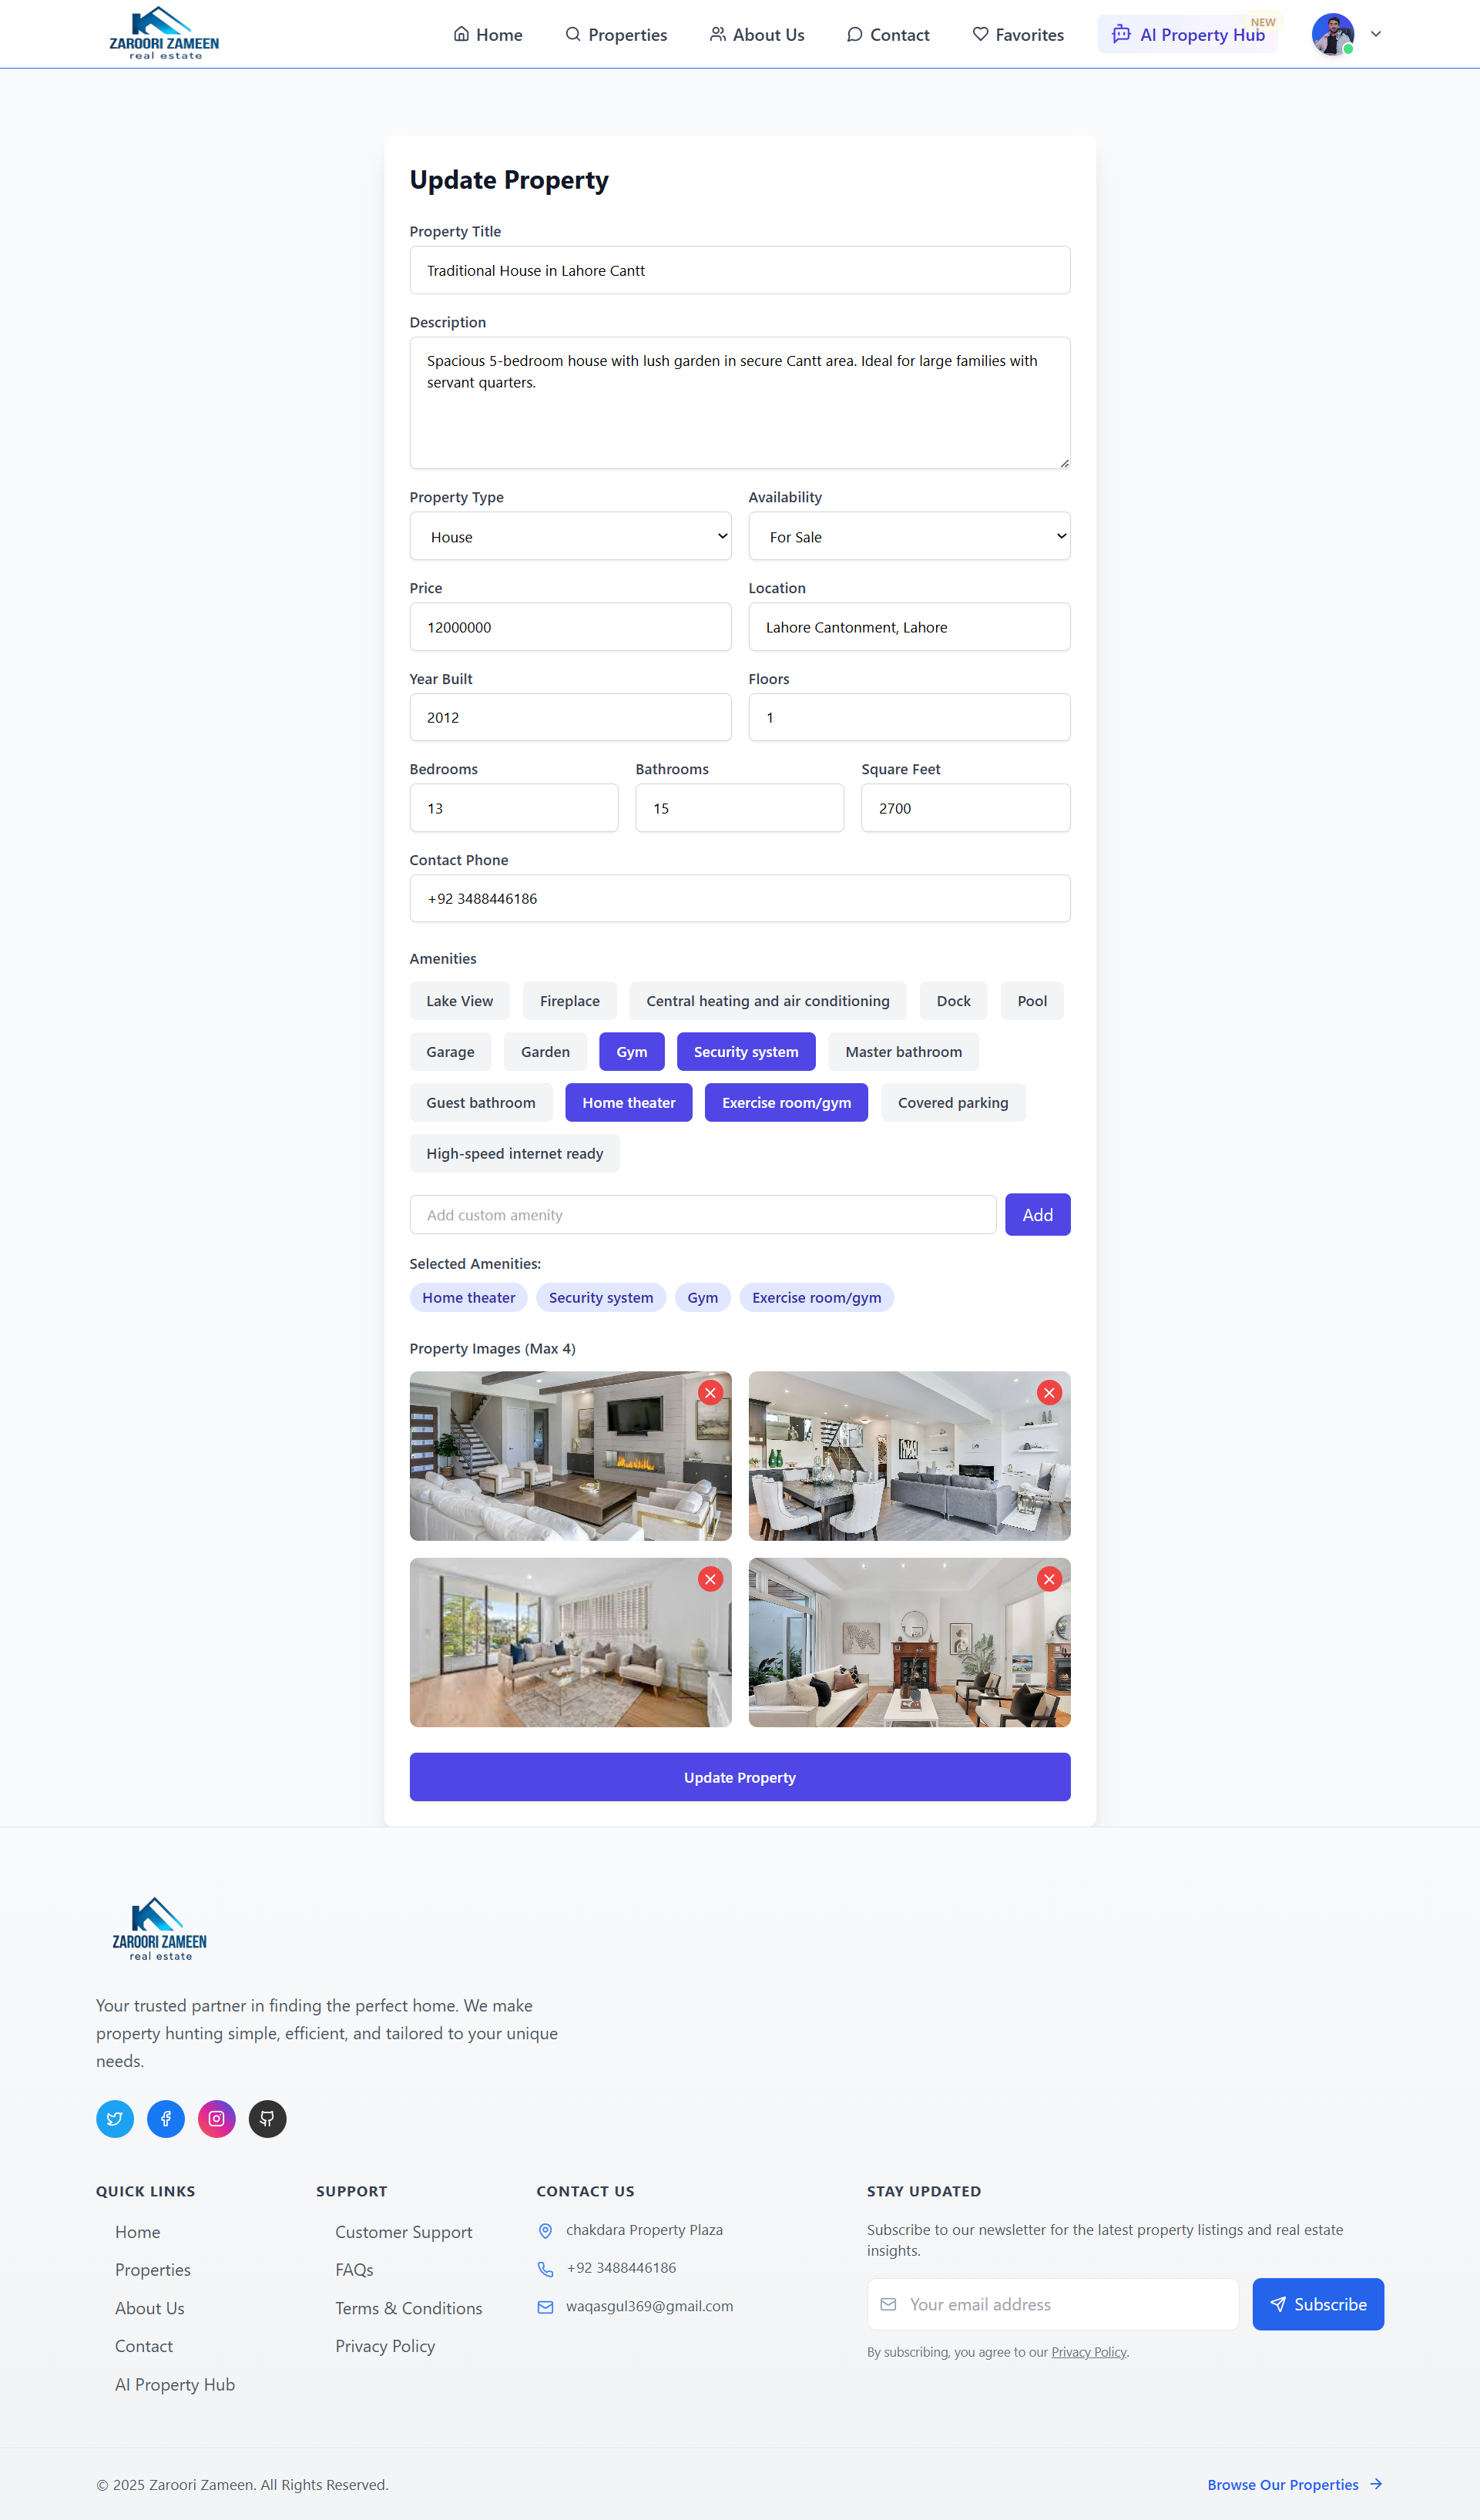 ZAROORI ZAMEEN
real estate
Home
Properties
About Us
Contact
Favorites
AI Property Hub
NEW
Update Property
Property Title
Traditional House in Lahore Cantt
Description
Spacious 5-bedroom house with lush garden in secure Cantt area. Ideal for large families with
servant quarters.
Property Type
Availability
House
For Sale
Price
Location
12000000
Lahore Cantonment, Lahore
Year Built
Floors
2012
1
Bedrooms
Bathrooms
Square Feet
13
15
2700
Contact Phone
+92 3488446186
Amenities
Lake View
Fireplace
Central heating and air conditioning
Dock
Pool
Garage
Garden
Gym
Security system
Master bathroom
Guest bathroom
Home theater
Exercise room/gym
Covered parking
High-speed internet ready
Add custom amenity
Add
Selected Amenities:
Home theater
Security system
Gym
Exercise room/gym
Property Images (Max 4)
Update Property
ZAROORI ZAMEEN
real estate
Your trusted partner in finding the perfect home. We make
property hunting simple, efficient, and tailored to your unique
needs.
QUICK LINKS
Home
Properties
About Us
Contact
AI Property Hub
SUPPORT
Customer Support
FAQs
Terms & Conditions
Privacy Policy
CONTACT US
chakdara Property Plaza
+92 3488446186
waqasgul369@gmail.com
STAY UPDATED
Subscribe to our newsletter for the latest property listings and real estate
insights.
Your email address
Subscribe
By subscribing, you agree to our Privacy Policy.
© 2025 Zaroori Zameen. All Rights Reserved.
Browse Our Properties